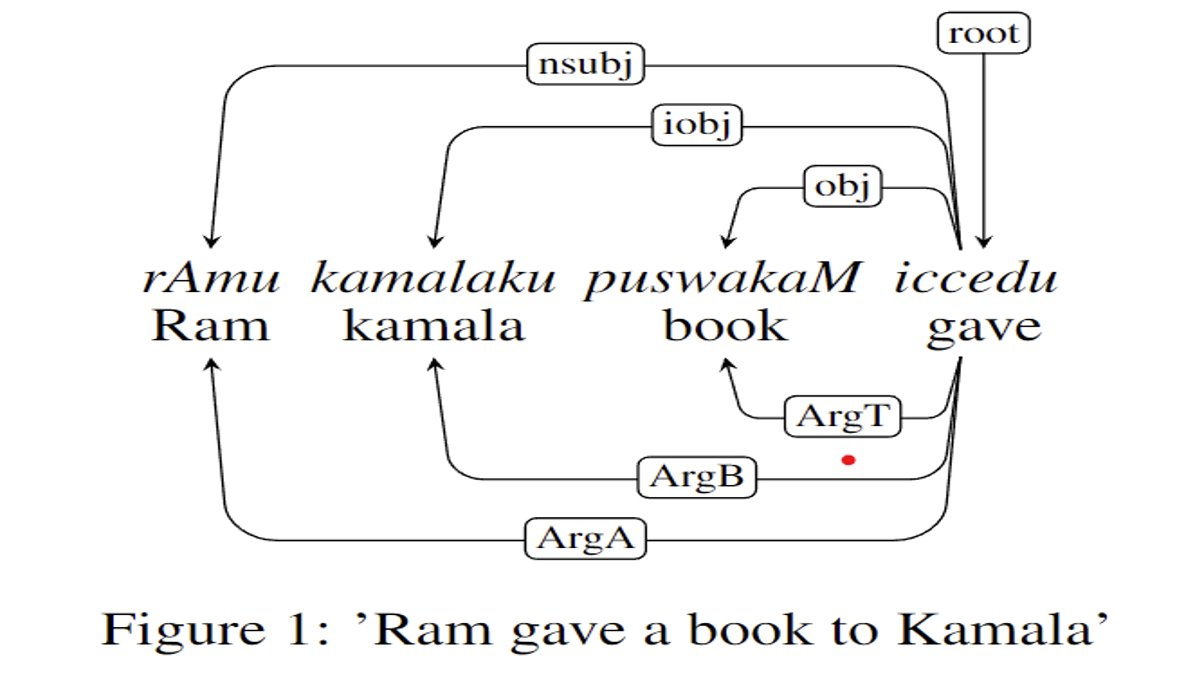 root
nsubj
iobj
obj
rAmu kamalaku puswakaM iccedu
Ram kamala book gave
ArgT
ArgB
ArgA
Figure 1: ’Ram gave a book to Kamala’